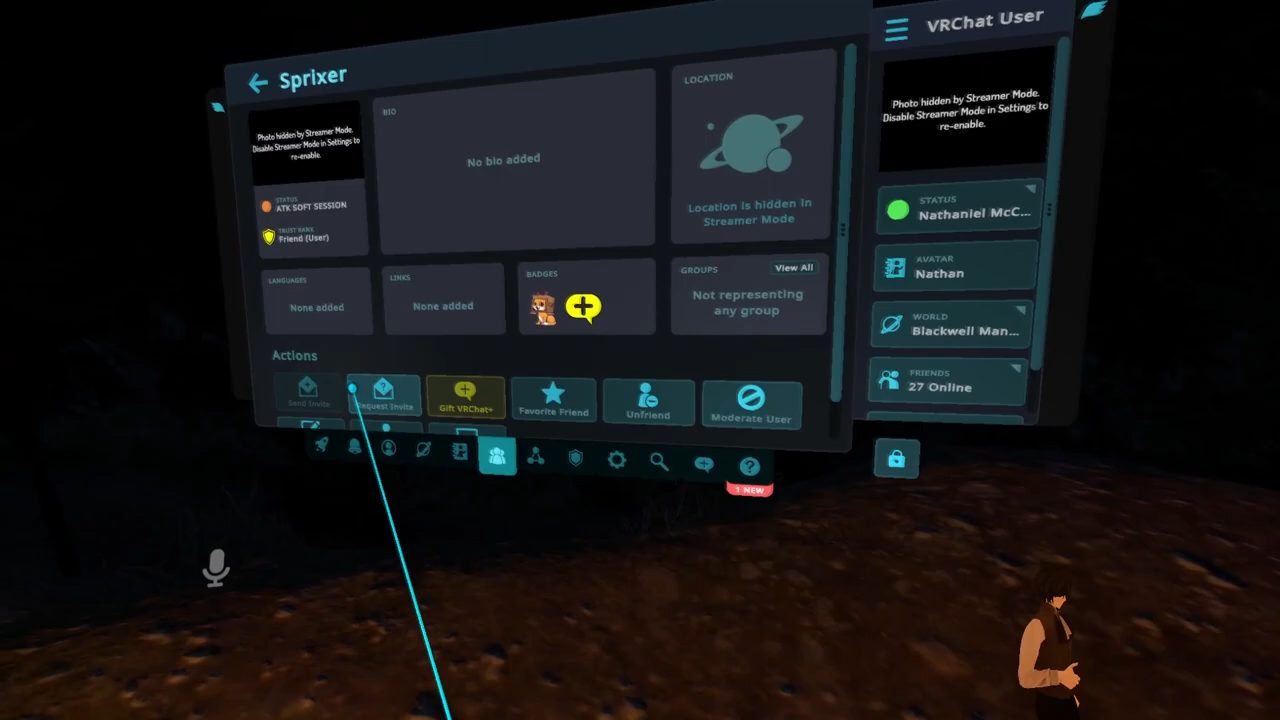 Sprixer
Photo hidden by Streamer Mode.
Disable Streamer Mode in Settings to
re-enable.
STATUS
ATK SOFT SESSION
TRUST RANK
Friend (User)
BIO
No bio added
LOCATION
Location is hidden in
Streamer Mode
LANGUAGES
None added
LINKS
None added
BADGES
GROUPS
View All
Not representing
any group
Actions
Send Invite
Request Invite
Gift VRChat+
Favorite Friend
Unfriend
Moderate User
1 NEW
VRChat User
Photo hidden by Streamer Mode.
Disable Streamer Mode in Settings to
re-enable.
STATUS
Nathaniel McC...
AVATAR
Nathan
WORLD
Blackwell Man...
FRIENDS
27 Online